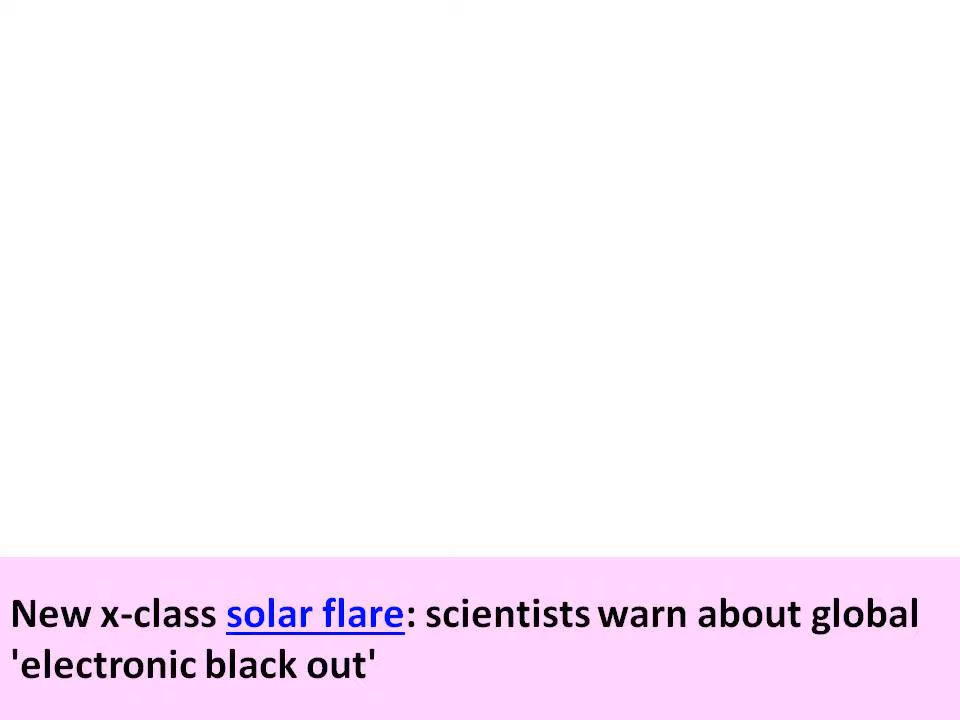 New x-class solar flare: scientists warn about global
'electronic black out'